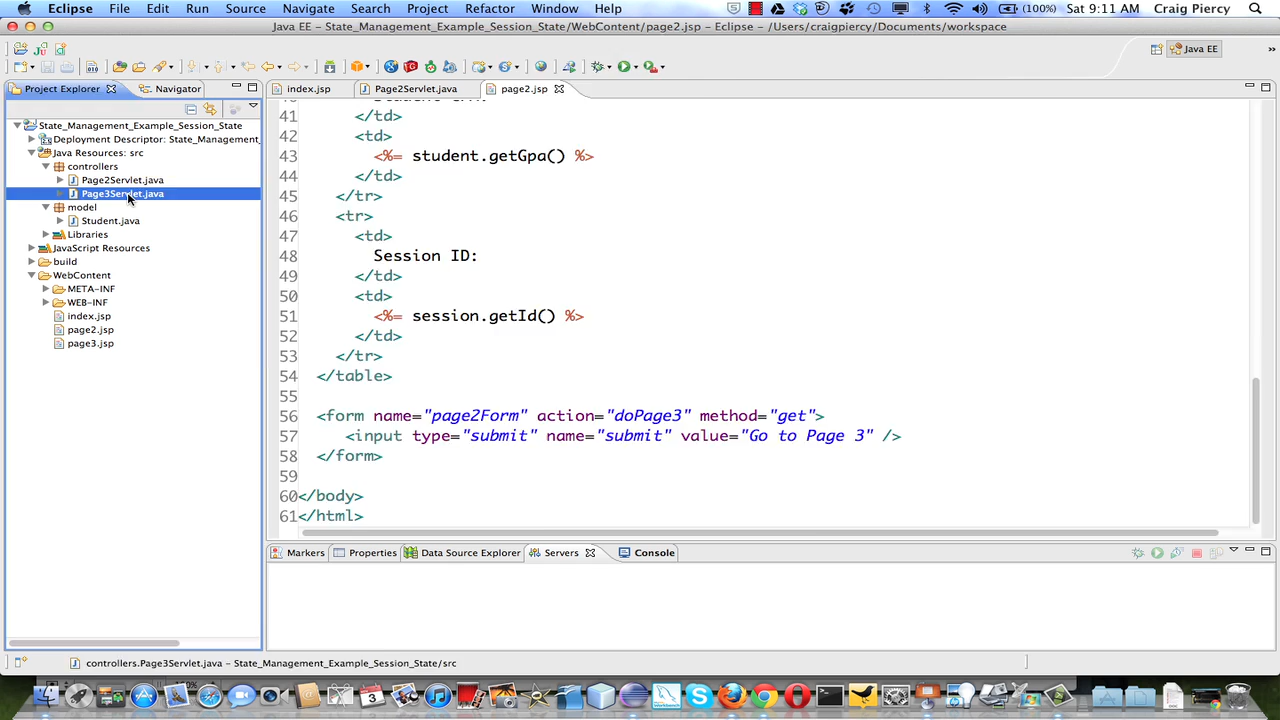 Eclipse File Edit Run Source Navigate Search Project Refactor Window Help (100%) Sat 9:11 AM Craig Piercy
Java EE - State_Management_Example_Session_State/WebContent/page2.jsp - Eclipse - /Users/craigpiercy/Documents/workspace
Java EE
Project Explorer Navigator
index.jsp Page2Servlet.java page2.jsp
State_Management_Example_Session_State
Deployment Descriptor: State_Management_
Java Resources: src
controllers
Page2Servlet.java
Page3Servlet.java
model
Student.java
Libraries
JavaScript Resources
build
WebContent
META-INF
WEB-INF
index.jsp
page2.jsp
page3.jsp
41 </td>
42 <td>
43 <%= student.getGpa() %>
44 </td>
45 </tr>
46 <tr>
47 <td>
48 Session ID:
49 </td>
50 <td>
51 <%= session.getId() %>
52 </td>
53 </tr>
54 </table>
55
56 <form name="page2Form" action="doPage3" method="get">
57 <input type="submit" name="submit" value="Go to Page 3" />
58 </form>
59
60 </body>
61 </html>
Markers Properties Data Source Explorer Servers Console
controllers.Page3Servlet.java - State_Management_Example_Session_State/src